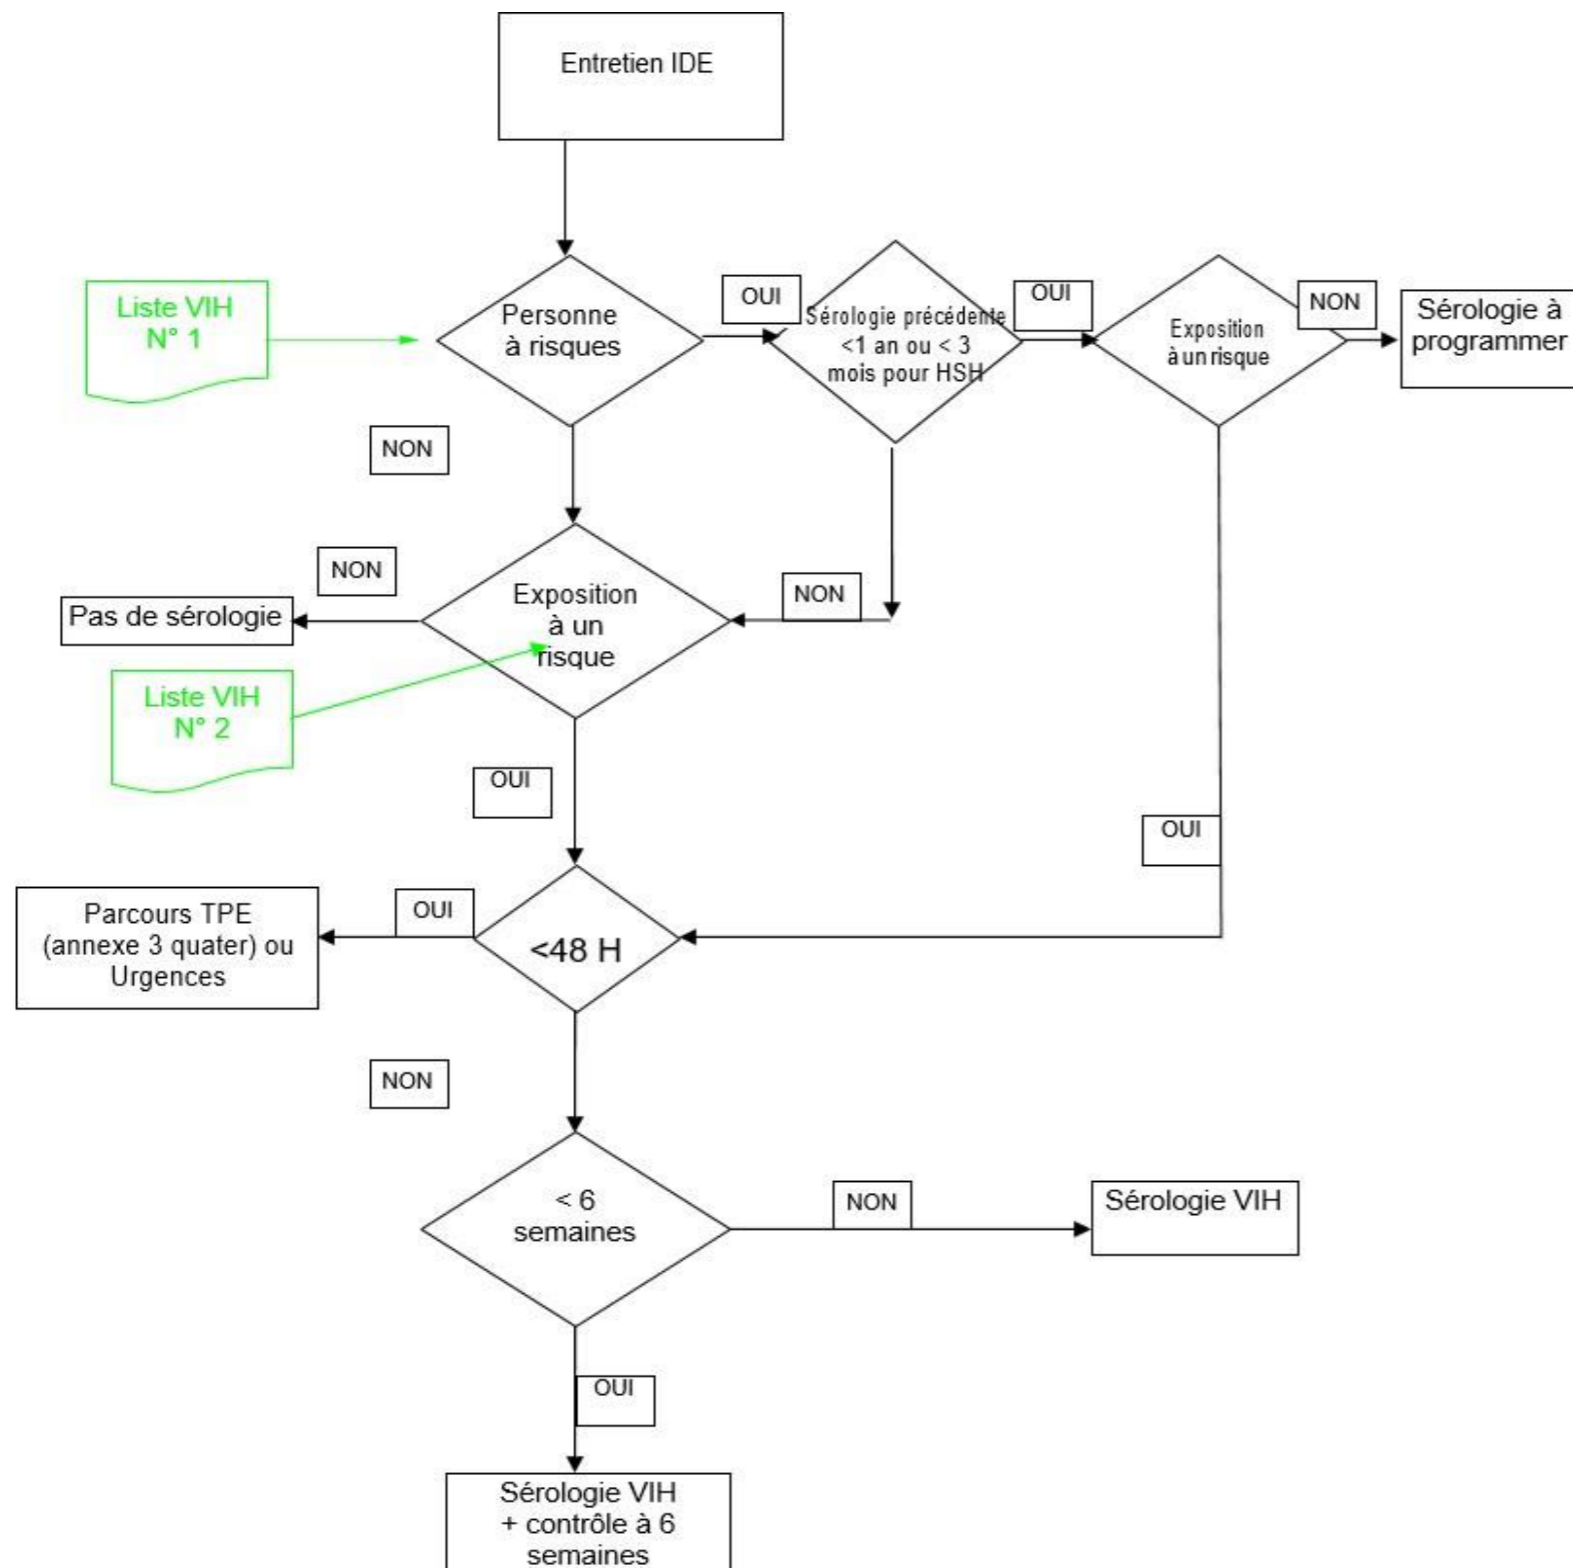 Entretien IDE
Liste VIH
N° 1
Personne
à risques
OUI
Sérologie précédente
<1 an ou < 3
mois pour HSH
OUI
Exposition
à un risque
NON
Sérologie à
programmer
NON
NON
Pas de sérologie
Exposition
à un
risque
NON
Liste VIH
N° 2
OUI
OUI
Parcours TPE
(annexe 3 quater) ou
Urgences
OUI
<48 H
NON
< 6
semaines
NON
Sérologie VIH
OUI
Sérologie VIH
+ contrôle à 6
semaines